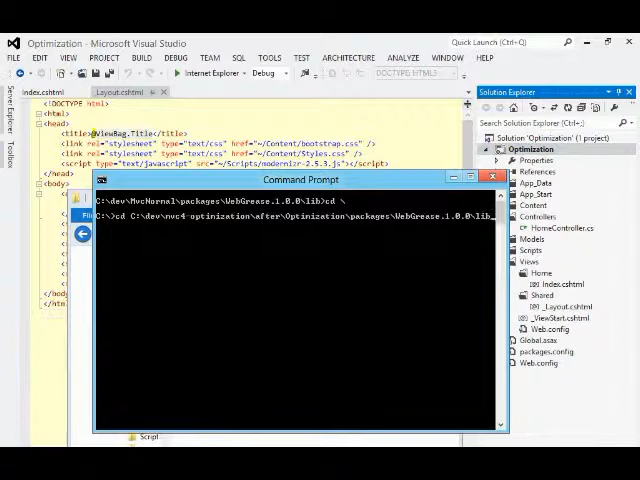 Optimization - Microsoft Visual Studio
Quick Launch (Ctrl+Q)
FILE EDIT VIEW PROJECT BUILD DEBUG TEAM SQL TOOLS TEST ARCHITECTURE ANALYZE WINDOW HELP
Internet Explorer Debug DOCTYPE: XHTML5
Index.cshtml _Layout.cshtml
Server Explorer
Toolbox
<!DOCTYPE html>
<html>
<head>
<title>@ViewBag.Title</title>
<link rel="stylesheet" type="text/css" href="~/Content/bootstrap.css" />
<link rel="stylesheet" type="text/css" href="~/Content/Styles.css" />
<script type="text/javascript" src="~/Scripts/modernizr-2.5.3.js"></script>
</head>
<body>
File
Command Prompt
C:\dev\MvcNormal\packages\WebGrease.1.0.0\lib>cd \
C:\>cd C:\dev\mvc4-optimization\after\Optimization\packages\WebGrease.1.0.0\lib_
Script
Solution Explorer
Search Solution Explorer (Ctrl+;)
Solution 'Optimization' (1 project)
Optimization
Properties
References
App_Data
App_Start
Content
Controllers
HomeController.cs
Models
Scripts
Views
Home
Index.cshtml
Shared
_Layout.cshtml
_ViewStart.cshtml
Web.config
Global.asax
packages.config
Web.config